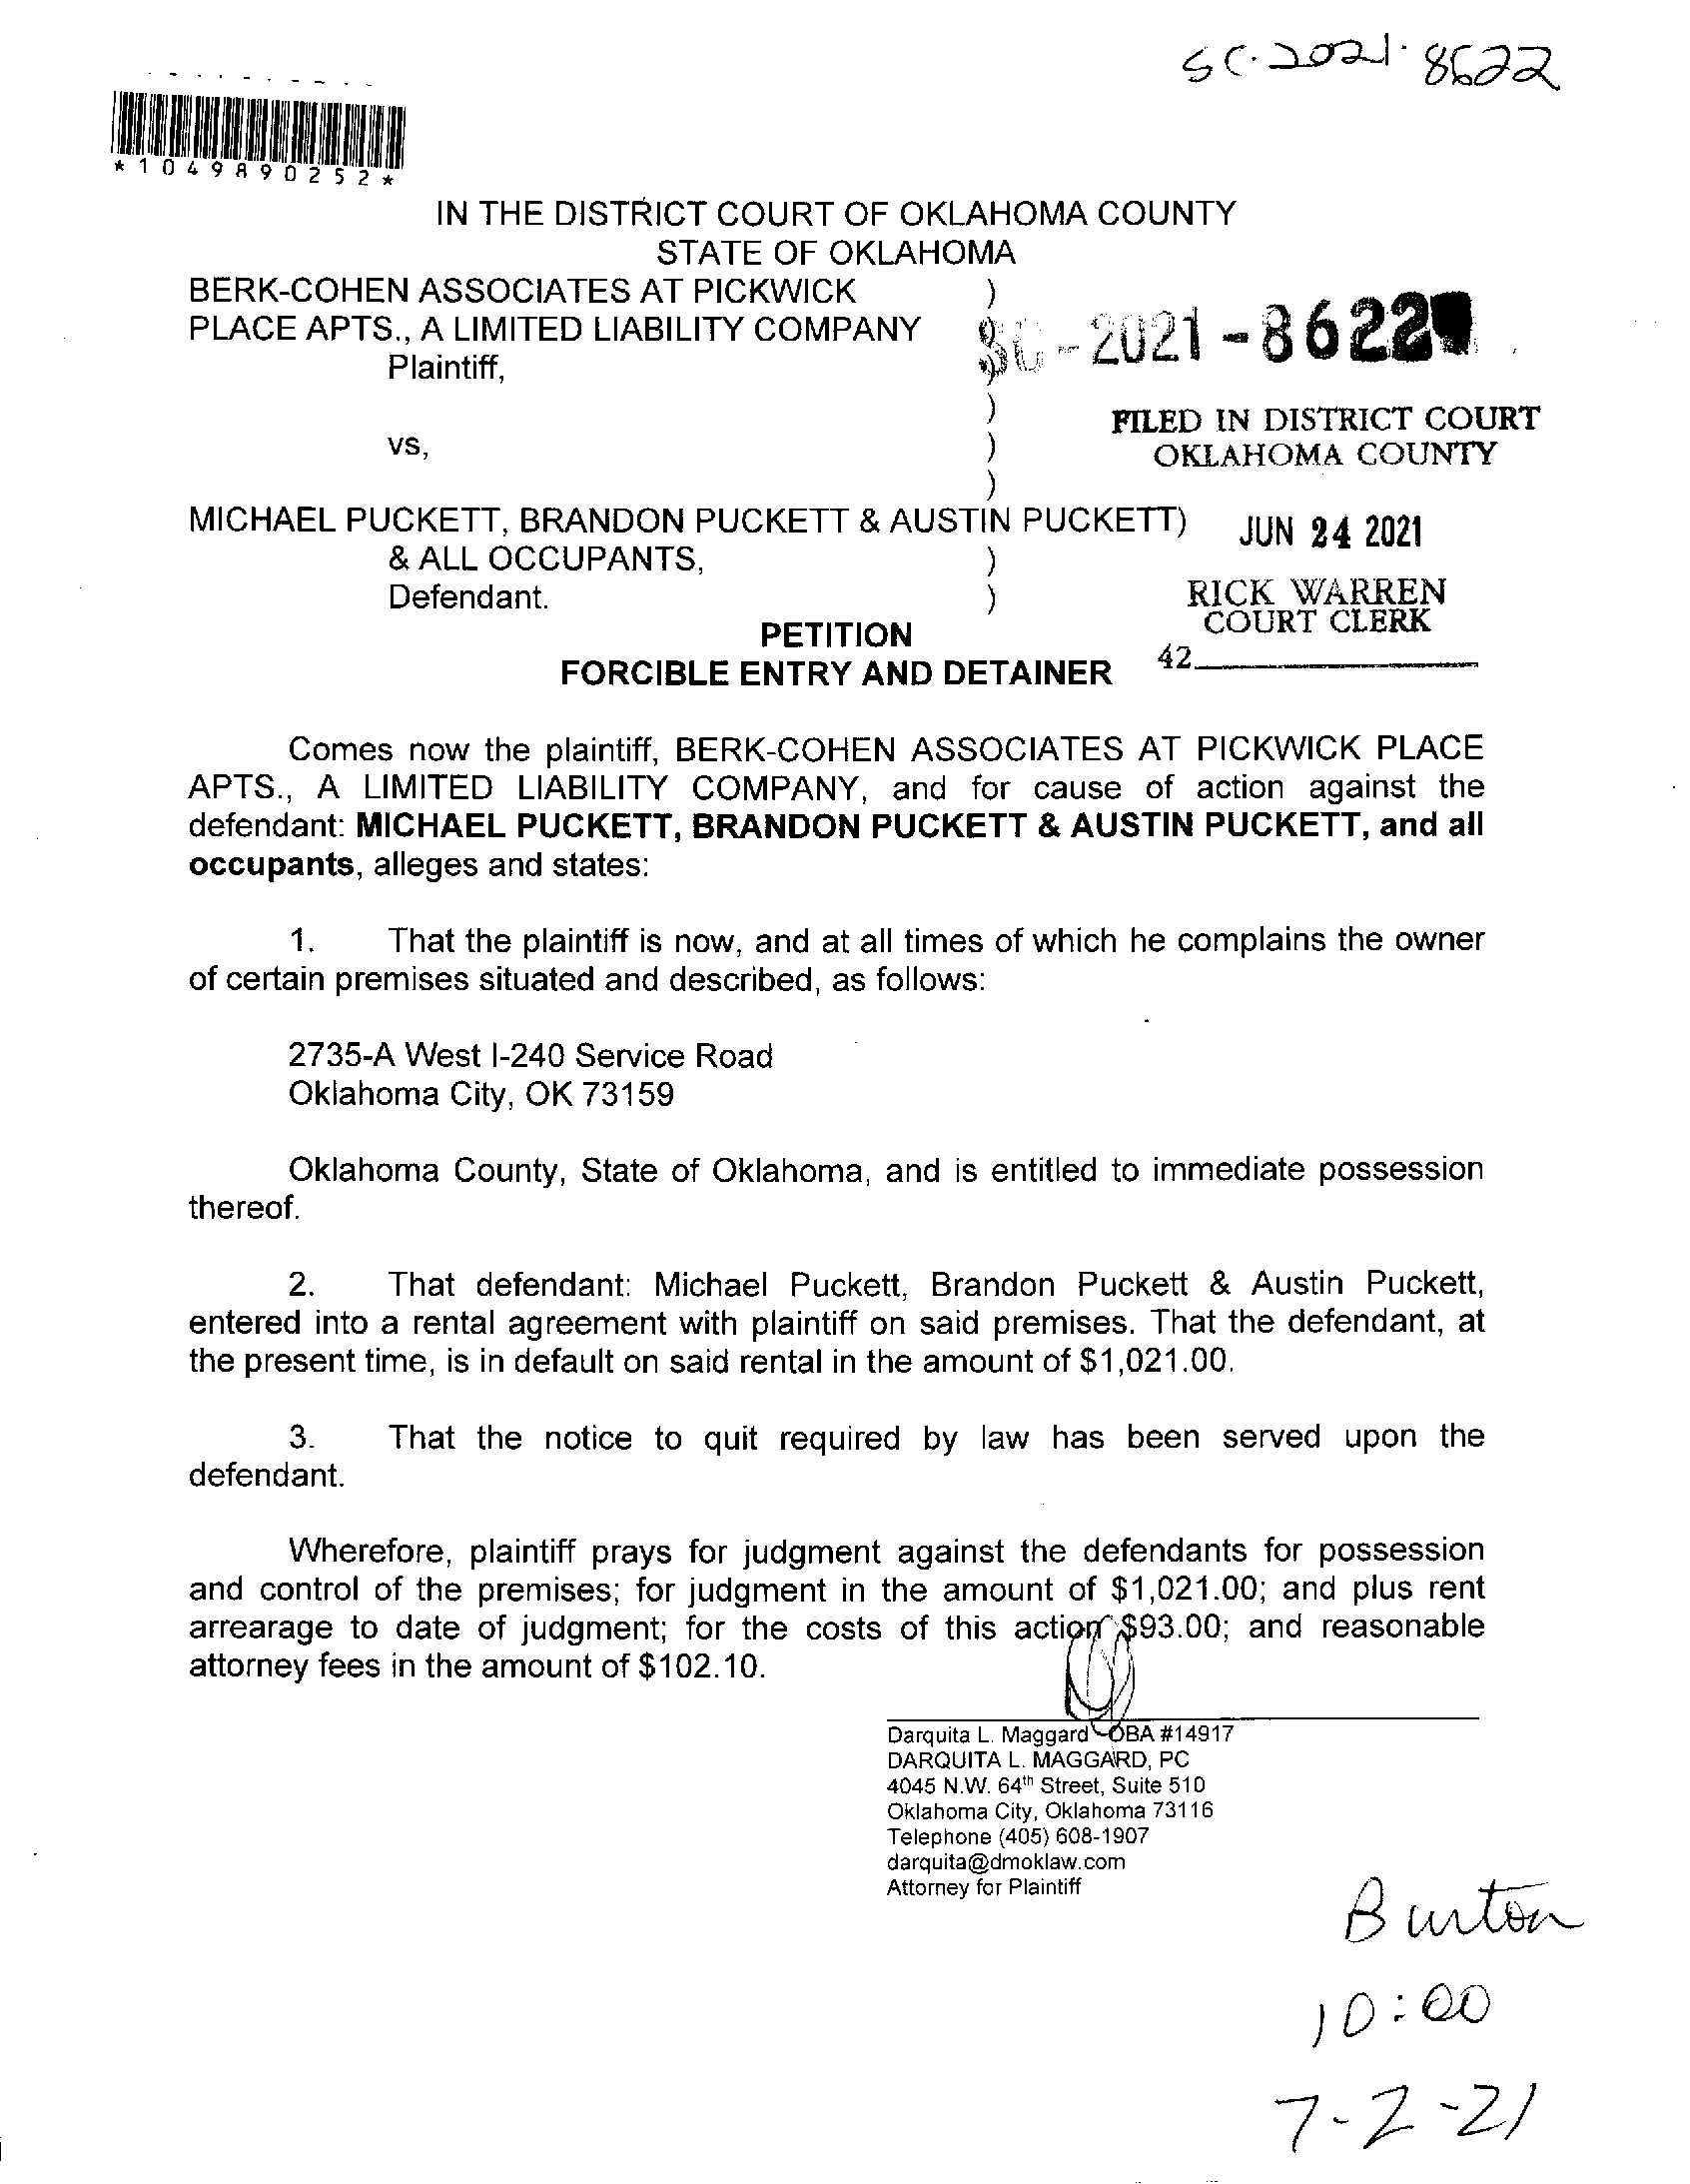 SC-2021-8622
*1049890252*
IN THE DISTRICT COURT OF OKLAHOMA COUNTY
STATE OF OKLAHOMA
BERK-COHEN ASSOCIATES AT PICKWICK )
PLACE APTS., A LIMITED LIABILITY COMPANY ) SC-2021-8622
Plaintiff, )
)
vs, )
)
MICHAEL PUCKETT, BRANDON PUCKETT & AUSTIN PUCKETT)
& ALL OCCUPANTS, )
Defendant. )
FILED IN DISTRICT COURT
OKLAHOMA COUNTY
JUN 24 2021
RICK WARREN
COURT CLERK
42
PETITION
FORCIBLE ENTRY AND DETAINER
Comes now the plaintiff, BERK-COHEN ASSOCIATES AT PICKWICK PLACE
APTS., A LIMITED LIABILITY COMPANY, and for cause of action against the
defendant: MICHAEL PUCKETT, BRANDON PUCKETT & AUSTIN PUCKETT, and all
occupants, alleges and states:
1. That the plaintiff is now, and at all times of which he complains the owner
of certain premises situated and described, as follows:
2735-A West I-240 Service Road
Oklahoma City, OK 73159
Oklahoma County, State of Oklahoma, and is entitled to immediate possession
thereof.
2. That defendant: Michael Puckett, Brandon Puckett & Austin Puckett,
entered into a rental agreement with plaintiff on said premises. That the defendant, at
the present time, is in default on said rental in the amount of $1,021.00.
3. That the notice to quit required by law has been served upon the
defendant.
Wherefore, plaintiff prays for judgment against the defendants for possession
and control of the premises; for judgment in the amount of $1,021.00; and plus rent
arrearage to date of judgment; for the costs of this action $93.00; and reasonable
attorney fees in the amount of $102.10.
Darquita L. Maggard OBA #14917
DARQUITA L. MAGGARD, PC
4045 N.W. 64th Street, Suite 510
Oklahoma City, Oklahoma 73116
Telephone (405) 608-1907
darquita@dmoklaw.com
Attorney for Plaintiff
Burton
10:00
7-2-21